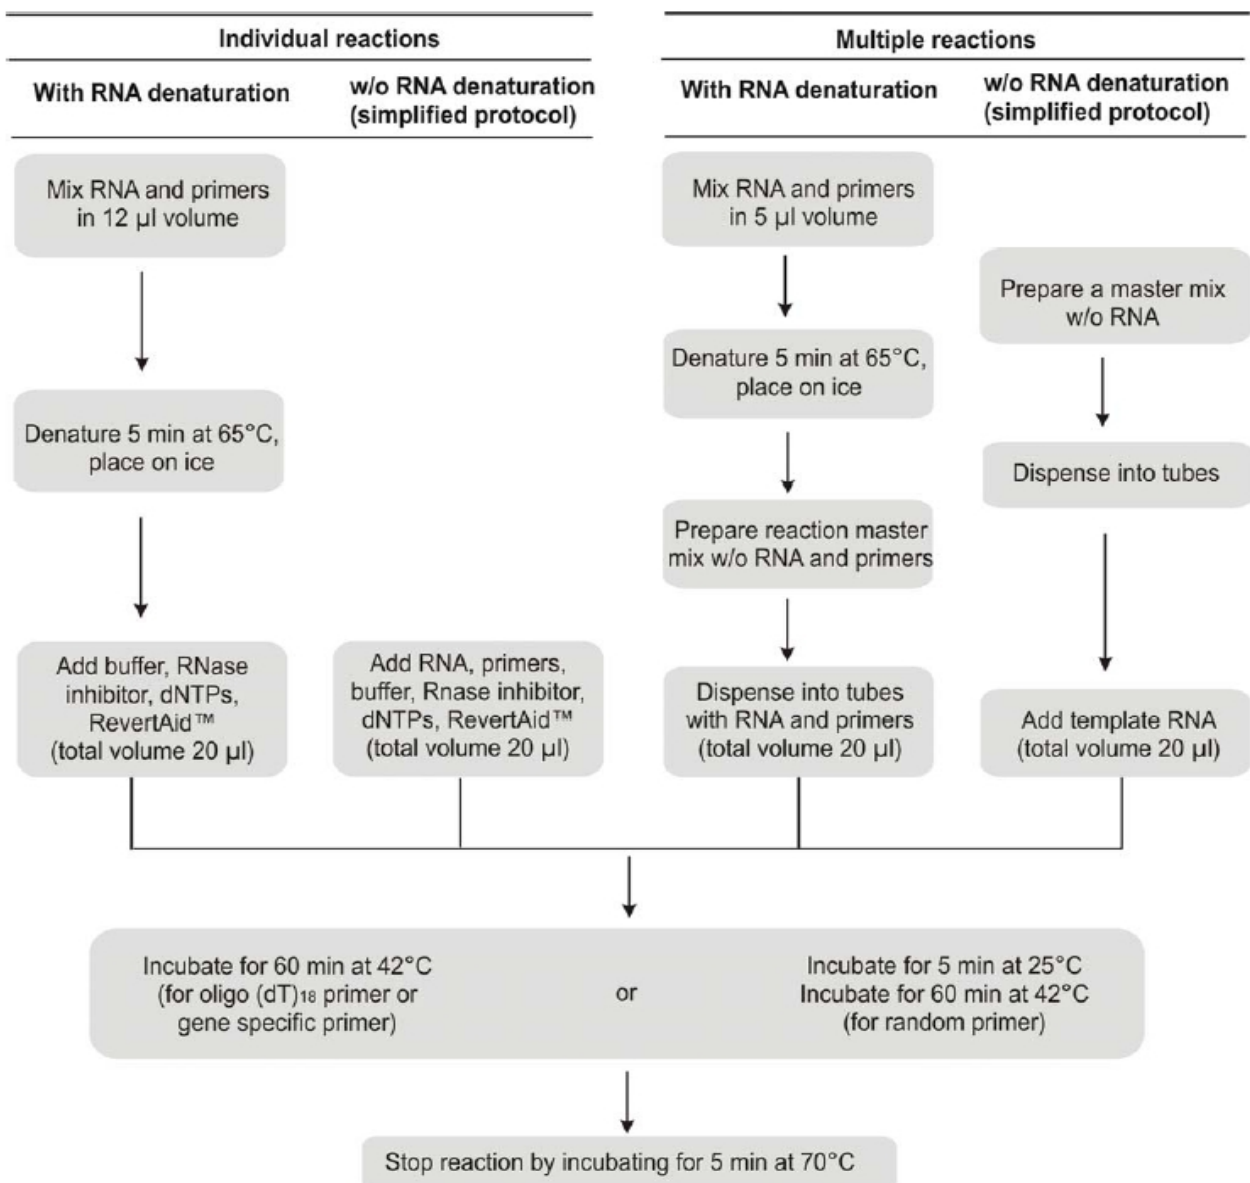 Individual reactions
With RNA denaturation
w/o RNA denaturation
(simplified protocol)
Mix RNA and primers
in 12 µl volume
Denature 5 min at 65°C,
place on ice
Add buffer, RNase
inhibitor, dNTPs,
RevertAid™
(total volume 20 µl)
Add RNA, primers,
buffer, Rnase inhibitor,
dNTPs, RevertAid™
(total volume 20 µl)
Multiple reactions
With RNA denaturation
w/o RNA denaturation
(simplified protocol)
Mix RNA and primers
in 5 µl volume
Denature 5 min at 65°C,
place on ice
Prepare reaction master
mix w/o RNA and primers
Dispense into tubes
with RNA and primers
(total volume 20 µl)
Prepare a master mix
w/o RNA
Dispense into tubes
Add template RNA
(total volume 20 µl)
Incubate for 60 min at 42°C
(for oligo (dT)18 primer or
gene specific primer)
or
Incubate for 5 min at 25°C
Incubate for 60 min at 42°C
(for random primer)
Stop reaction by incubating for 5 min at 70°C